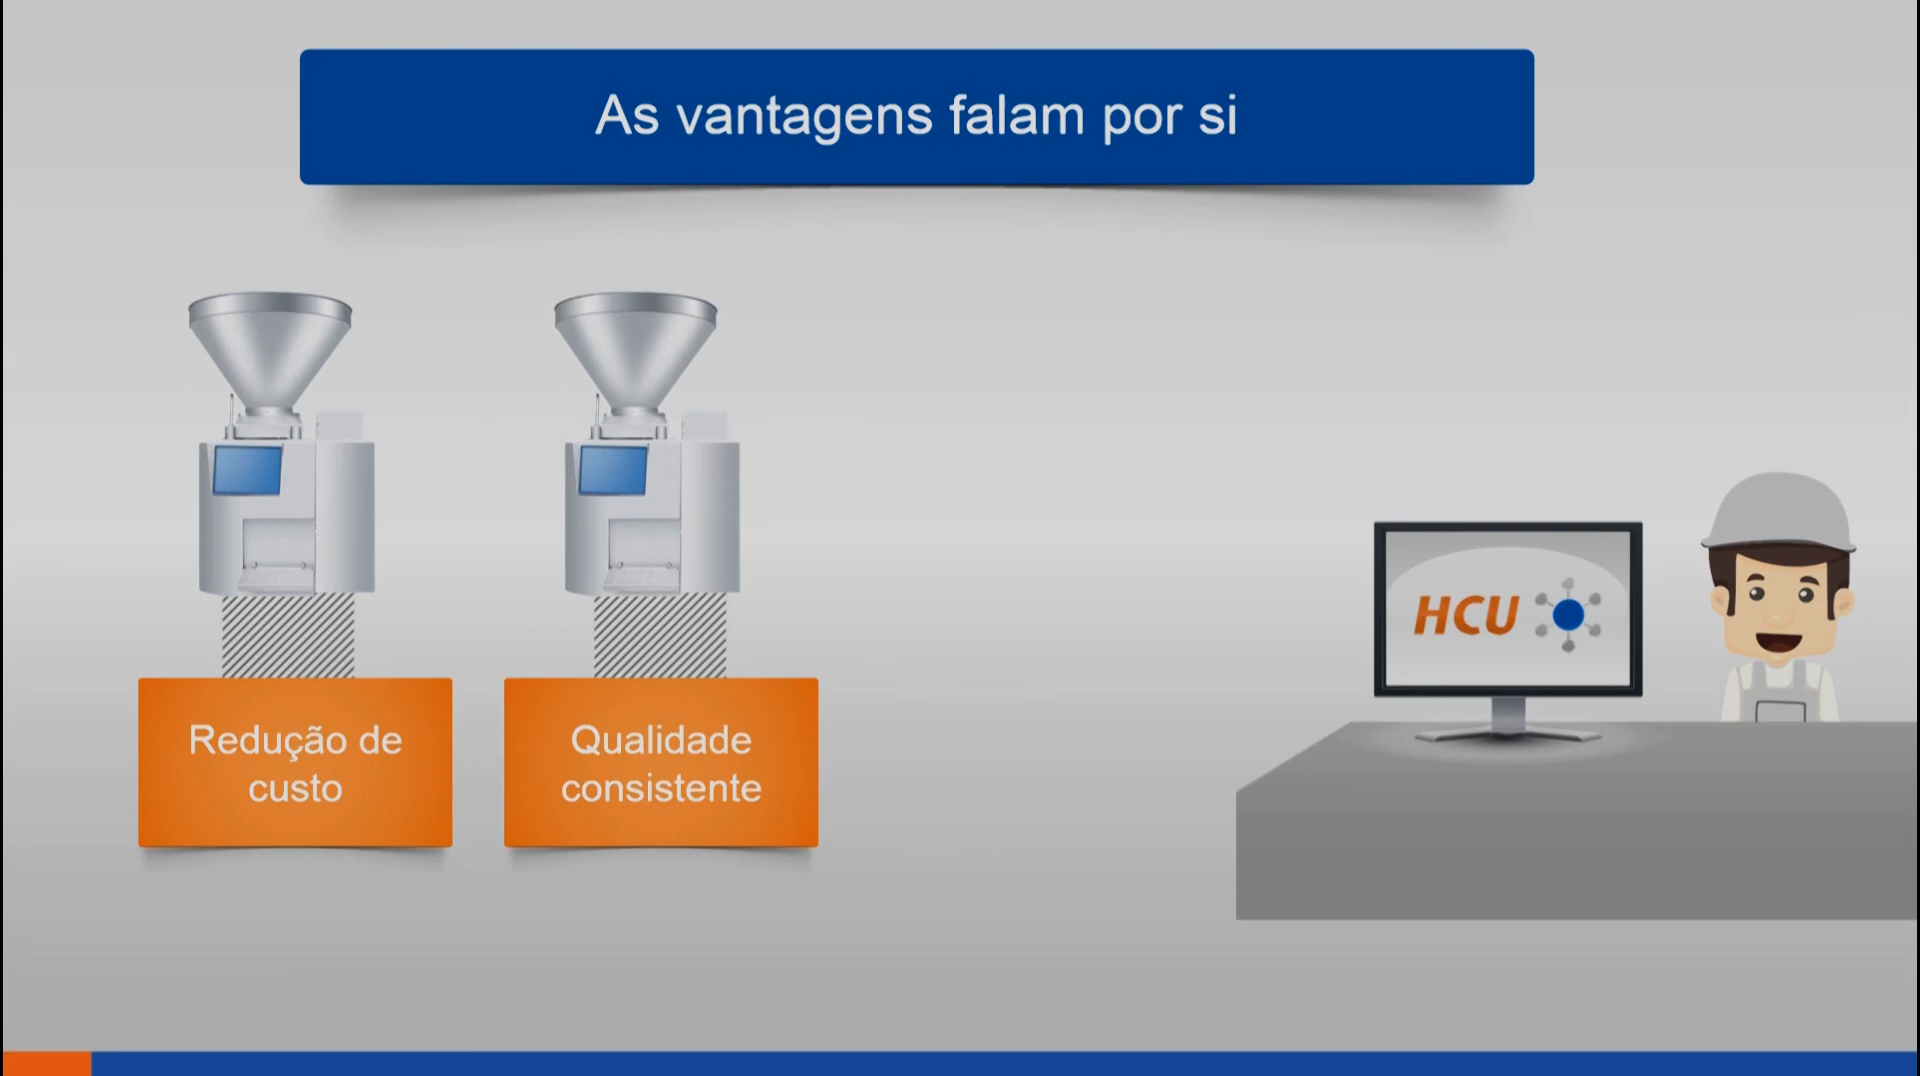 As vantagens falam por si
HCU
Redução de
custo
Qualidade
consistente